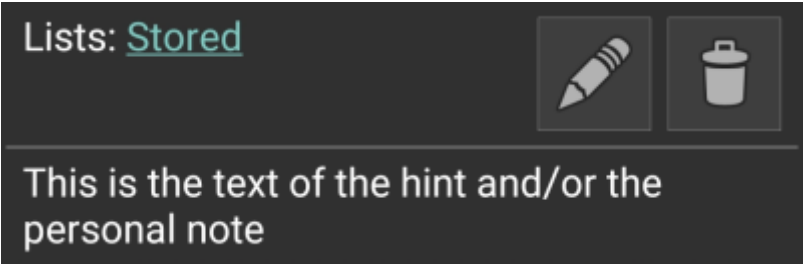 Lists: Stored
This is the text of the hint and/or the
personal note